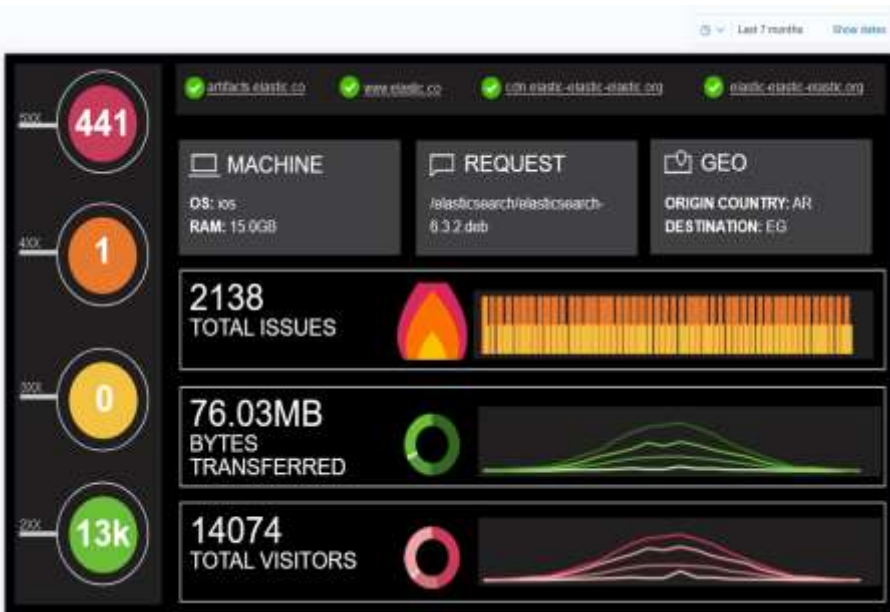 Last 7 months Show dates
artifacts.elastic.co www.elastic.co cdn.elastic-elastic-elastic.org elastic-elastic-elastic.org
5XX
441
4XX
1
3XX
0
2XX
13k
MACHINE
OS: ios
RAM: 15.0GB
REQUEST
/elasticsearch/elasticsearch-
6.3.2.deb
GEO
ORIGIN COUNTRY: AR
DESTINATION: EG
2138
TOTAL ISSUES
76.03MB
BYTES
TRANSFERRED
14074
TOTAL VISITORS